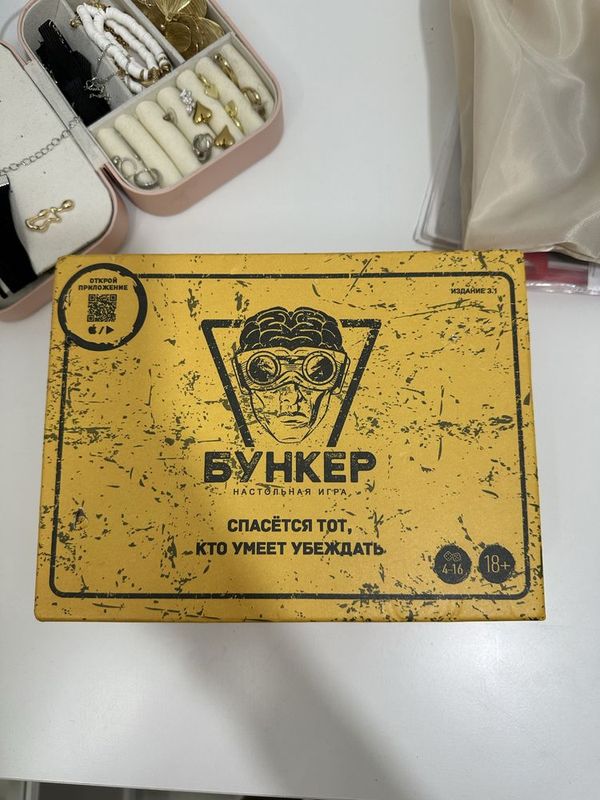 ОТКРОЙ
ПРИЛОЖЕНИЕ
ИЗДАНИЕ 3.1
БУНКЕР
НАСТОЛЬНАЯ ИГРА
СПАСЁТСЯ ТОТ,
КТО УМЕЕТ УБЕЖДАТЬ
4-16
18+